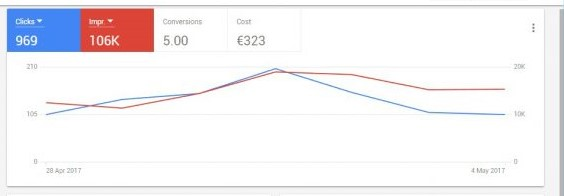 Clicks Impr. Conversions Cost
969 106K 5.00 €323
210 20K
105 10K
0 0
28 Apr 2017 4 May 2017